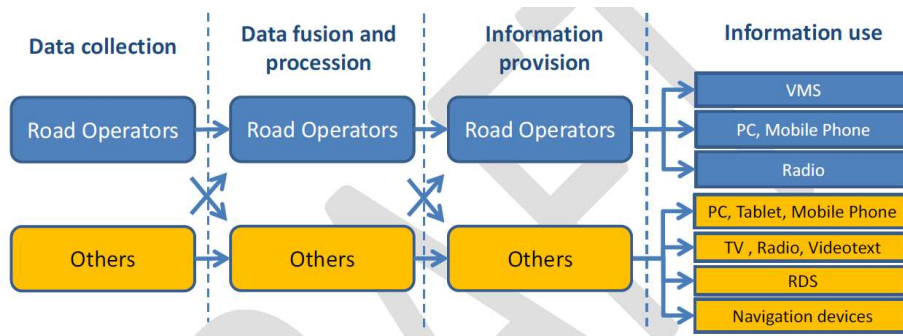 Data collection
Data fusion and
procession
Information
provision
Information use
Road Operators
Road Operators
Road Operators
VMS
PC, Mobile Phone
Radio
Others
Others
Others
PC, Tablet, Mobile Phone
TV , Radio, Videotext
RDS
Navigation devices
DRAFT